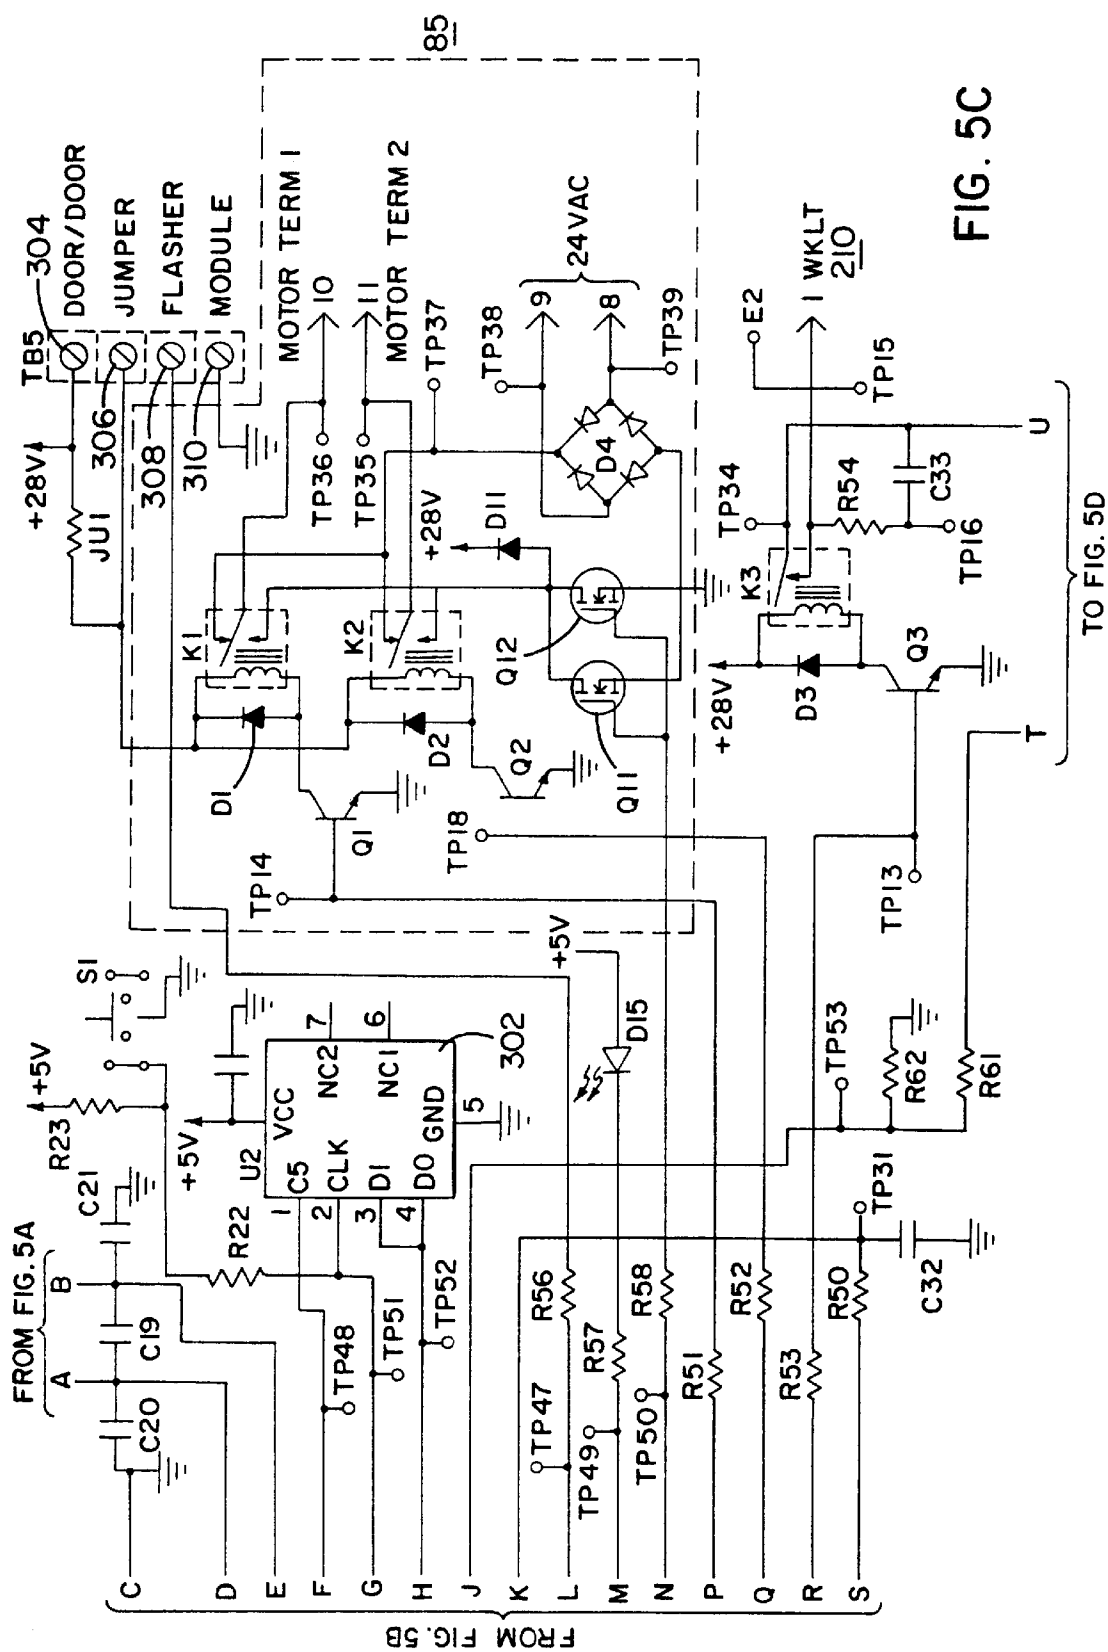 85
TB5
304
DOOR/DOOR
306
JUMPER
308
FLASHER
310
MODULE
+28V
JU1
MOTOR TERM 1
10
TP36
11
MOTOR TERM 2
TP35
TP37
K1
K2
+28V
D11
TP38
9
24VAC
8
TP39
D4
D1
D2
Q1
Q2
Q11
Q12
TP14
TP18
+28V
K3
D3
Q3
TP34
R54
C33
TP16
E2
TP15
1 WKLT
210
FIG. 5C
U
T
TO FIG. 5D
TP13
S1
+5V
R23
+5V
U2
VCC
C5
CLK
D1
D0
GND
NC2
NC1
1
2
3
4
5
6
7
302
FROM FIG. 5A
A
B
C19
C20
C21
R22
TP48
TP51
TP52
+5V
D15
TP53
R62
R61
TP31
C32
TP47
TP49
TP50
R56
R57
R58
R51
R52
R53
R50
C
D
E
F
G
H
J
K
L
M
N
P
Q
R
S
FROM FIG. 5B